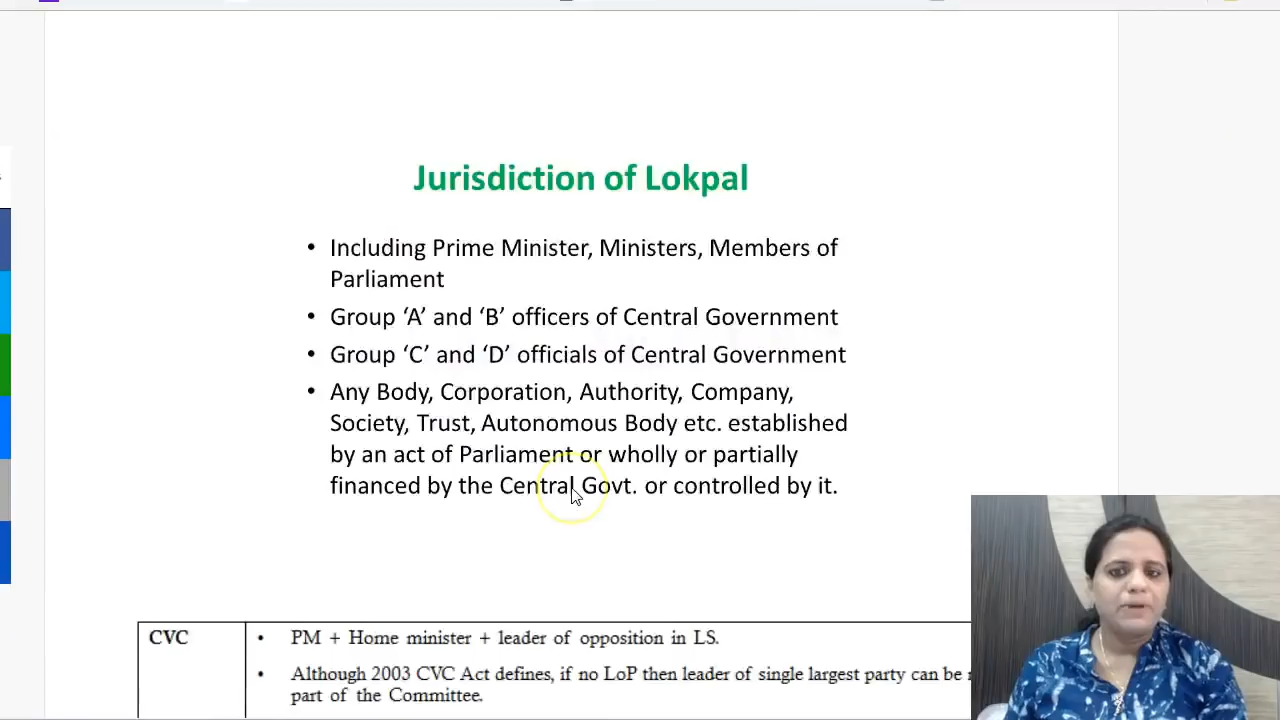 Jurisdiction of Lokpal
• Including Prime Minister, Ministers, Members of
Parliament
• Group ‘A’ and ‘B’ officers of Central Government
• Group ‘C’ and ‘D’ officials of Central Government
• Any Body, Corporation, Authority, Company,
Society, Trust, Autonomous Body etc. established
by an act of Parliament or wholly or partially
financed by the Central Govt. or controlled by it.
CVC
• PM + Home minister + leader of opposition in LS.
• Although 2003 CVC Act defines, if no LoP then leader of single largest party can be
part of the Committee.